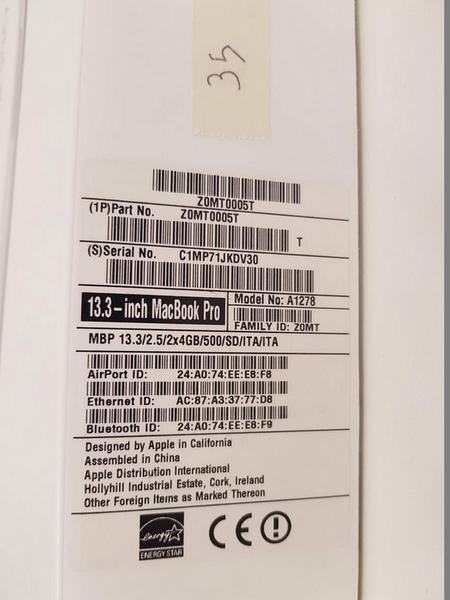 35
Z0MT0005T
(1P)Part No. Z0MT0005T
T
(S)Serial No. C1MP71JKDV30
13.3-inch MacBook Pro
Model No: A1278
FAMILY ID: Z0MT
MBP 13.3/2.5/2x4GB/500/SD/ITA/ITA
AirPort ID: 24:A0:74:EE:E8:F8
Ethernet ID: AC:87:A3:37:77:D8
Bluetooth ID: 24:A0:74:EE:E8:F9
Designed by Apple in California
Assembled in China
Apple Distribution International
Hollyhill Industrial Estate, Cork, Ireland
Other Foreign Items as Marked Thereon
energy
ENERGY STAR
CE